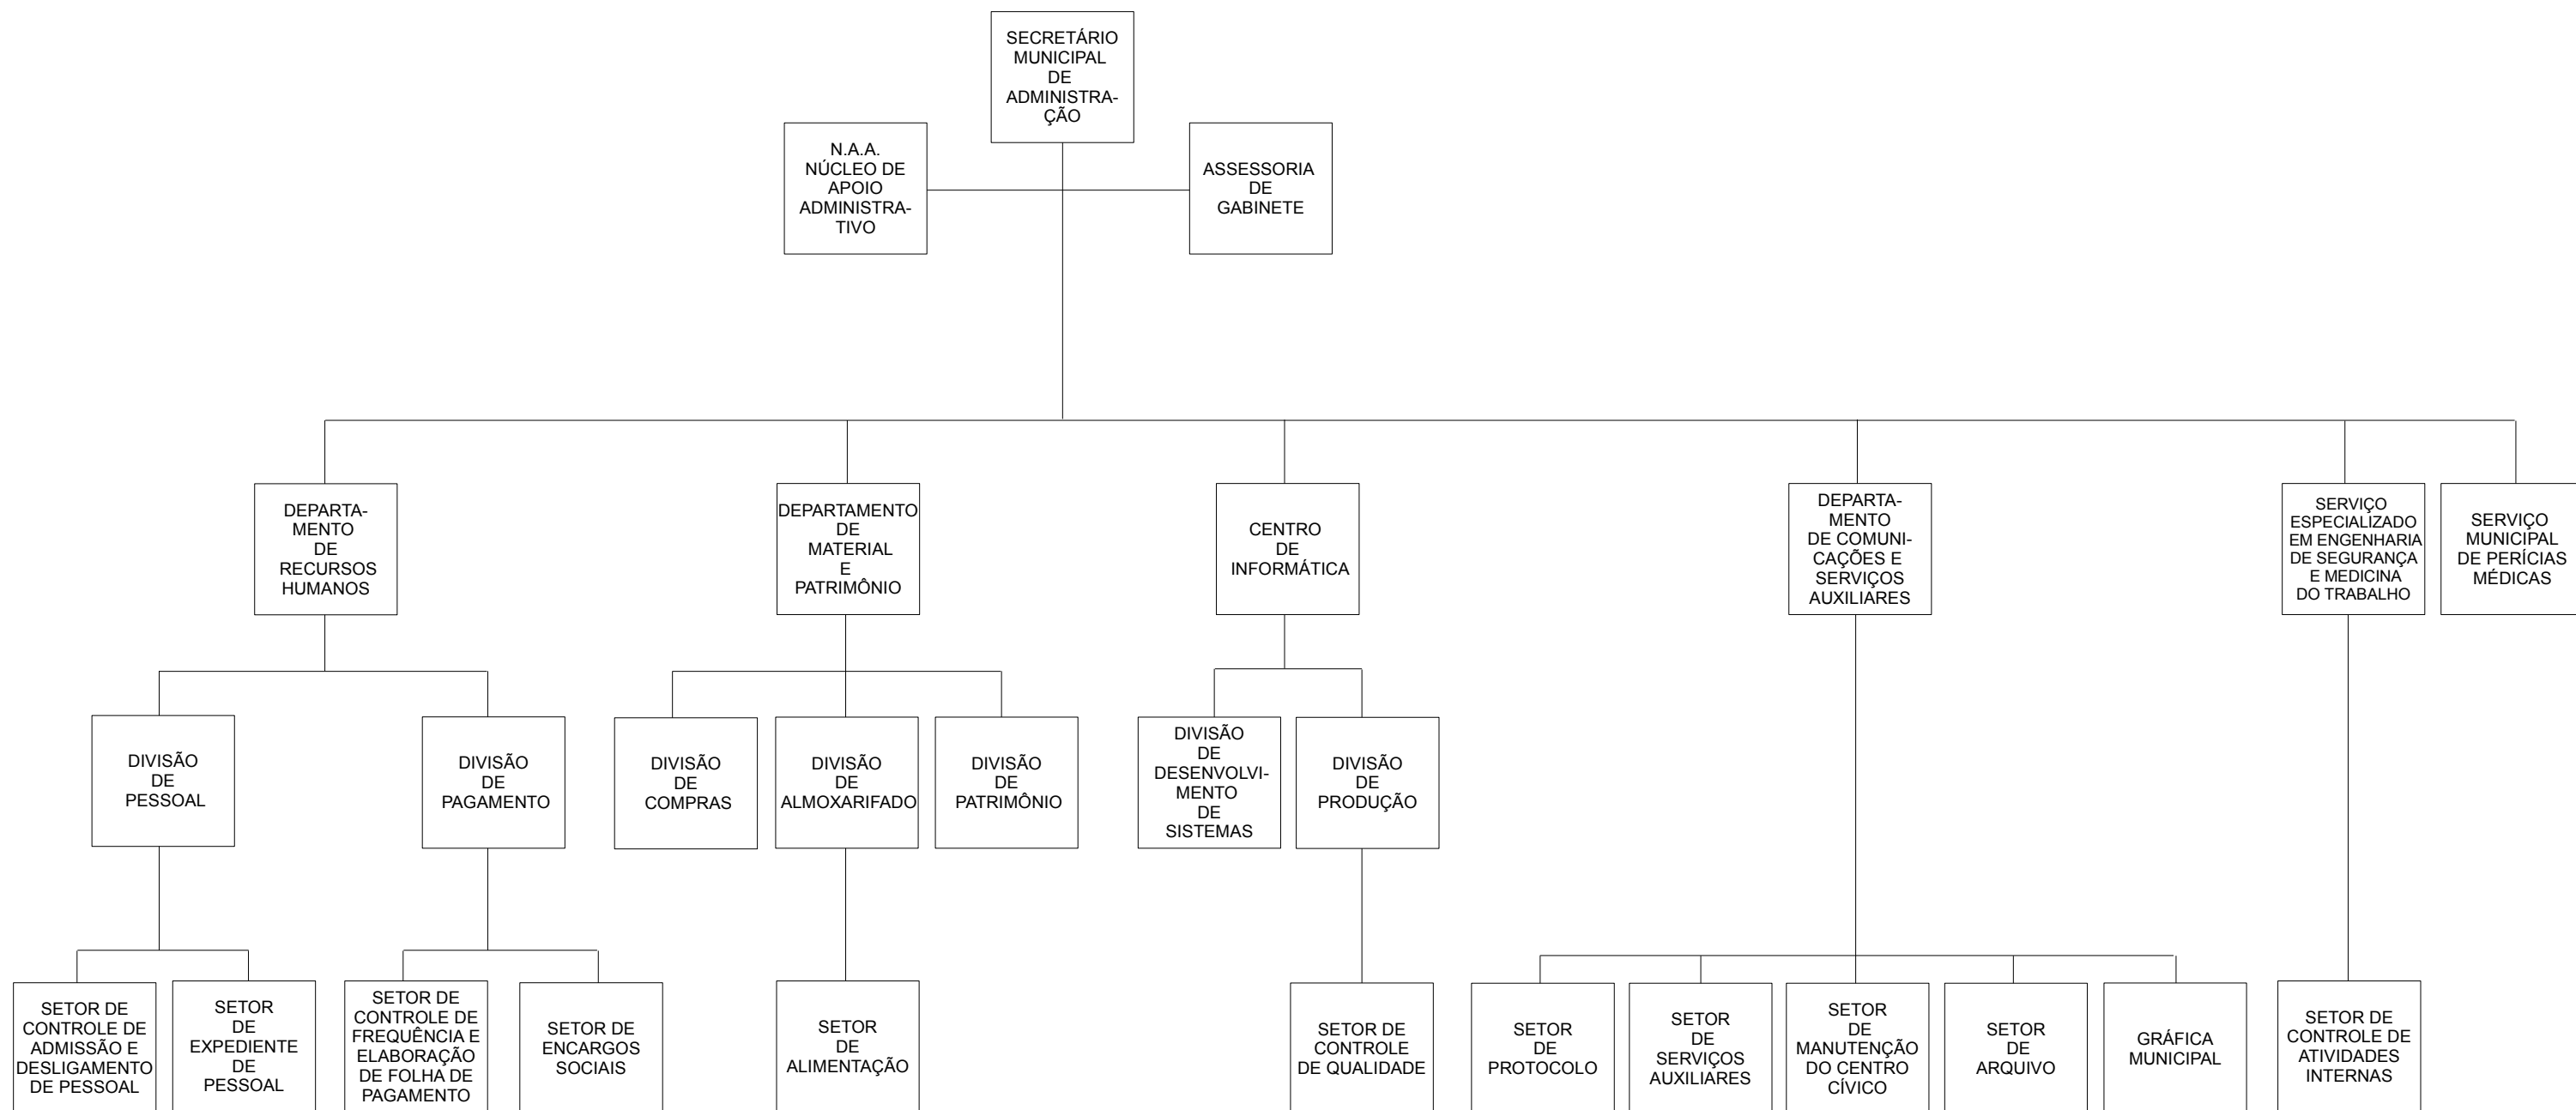 SECRETÁRIO
MUNICIPAL
DE
ADMINISTRA-
ÇÃO
N.A.A.
NÚCLEO DE
APOIO
ADMINISTRA-
TIVO
ASSESSORIA
DE
GABINETE
DEPARTA-
MENTO
DE
RECURSOS
HUMANOS
DEPARTAMENTO
DE
MATERIAL
E
PATRIMÔNIO
CENTRO
DE
INFORMÁTICA
DEPARTA-
MENTO
DE COMUNI-
CAÇÕES E
SERVIÇOS
AUXILIARES
SERVIÇO
ESPECIALIZADO
EM ENGENHARIA
DE SEGURANÇA
E MEDICINA
DO TRABALHO
SERVIÇO
MUNICIPAL
DE PERÍCIAS
MÉDICAS
DIVISÃO
DE
PESSOAL
DIVISÃO
DE
PAGAMENTO
DIVISÃO
DE
COMPRAS
DIVISÃO
DE
ALMOXARIFADO
DIVISÃO
DE
PATRIMÔNIO
DIVISÃO
DE
DESENVOLVI-
MENTO
DE
SISTEMAS
DIVISÃO
DE
PRODUÇÃO
SETOR DE
CONTROLE DE
ADMISSÃO E
DESLIGAMENTO
DE PESSOAL
SETOR
DE
EXPEDIENTE
DE
PESSOAL
SETOR DE
CONTROLE DE
FREQUÊNCIA E
ELABORAÇÃO
DE FOLHA DE
PAGAMENTO
SETOR DE
ENCARGOS
SOCIAIS
SETOR
DE
ALIMENTAÇÃO
SETOR DE
CONTROLE
DE QUALIDADE
SETOR
DE
PROTOCOLO
SETOR
DE
SERVIÇOS
AUXILIARES
SETOR
DE
MANUTENÇÃO
DO CENTRO
CÍVICO
SETOR
DE
ARQUIVO
GRÁFICA
MUNICIPAL
SETOR DE
CONTROLE DE
ATIVIDADES
INTERNAS